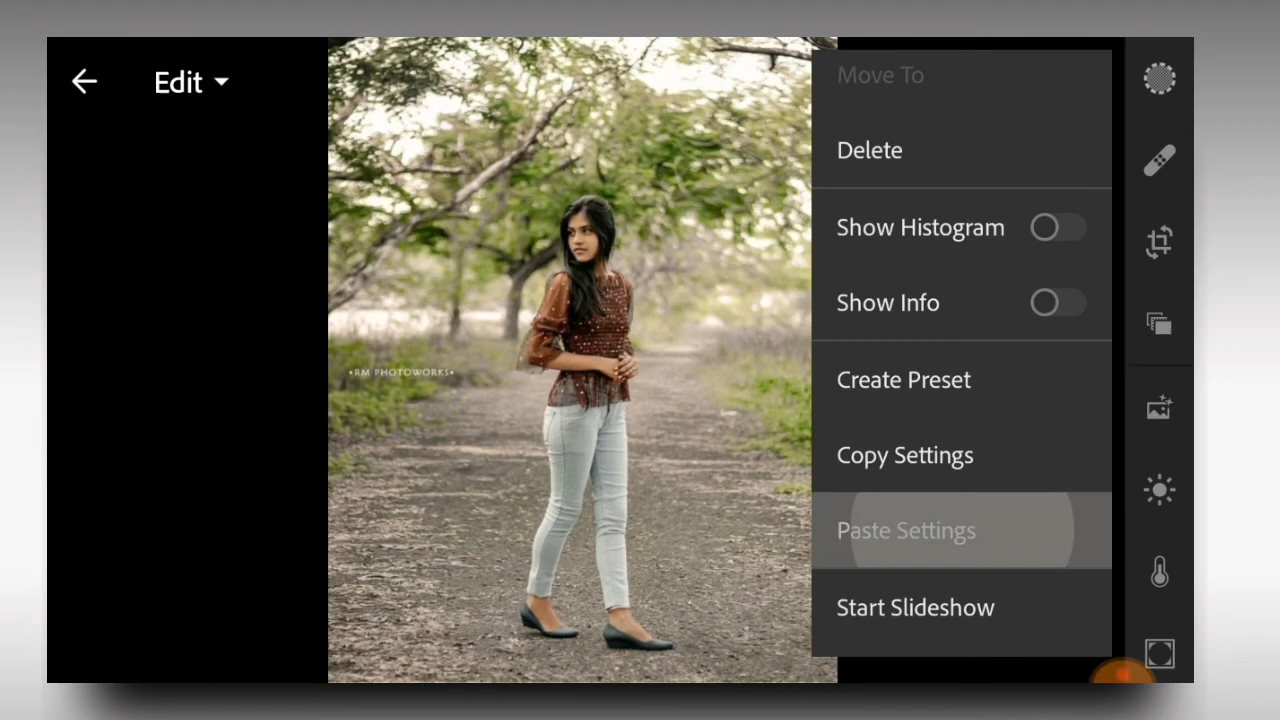 Edit
Move To
Delete
Show Histogram
Show Info
•RM PHOTOWORKS•
Create Preset
Copy Settings
Paste Settings
Start Slideshow